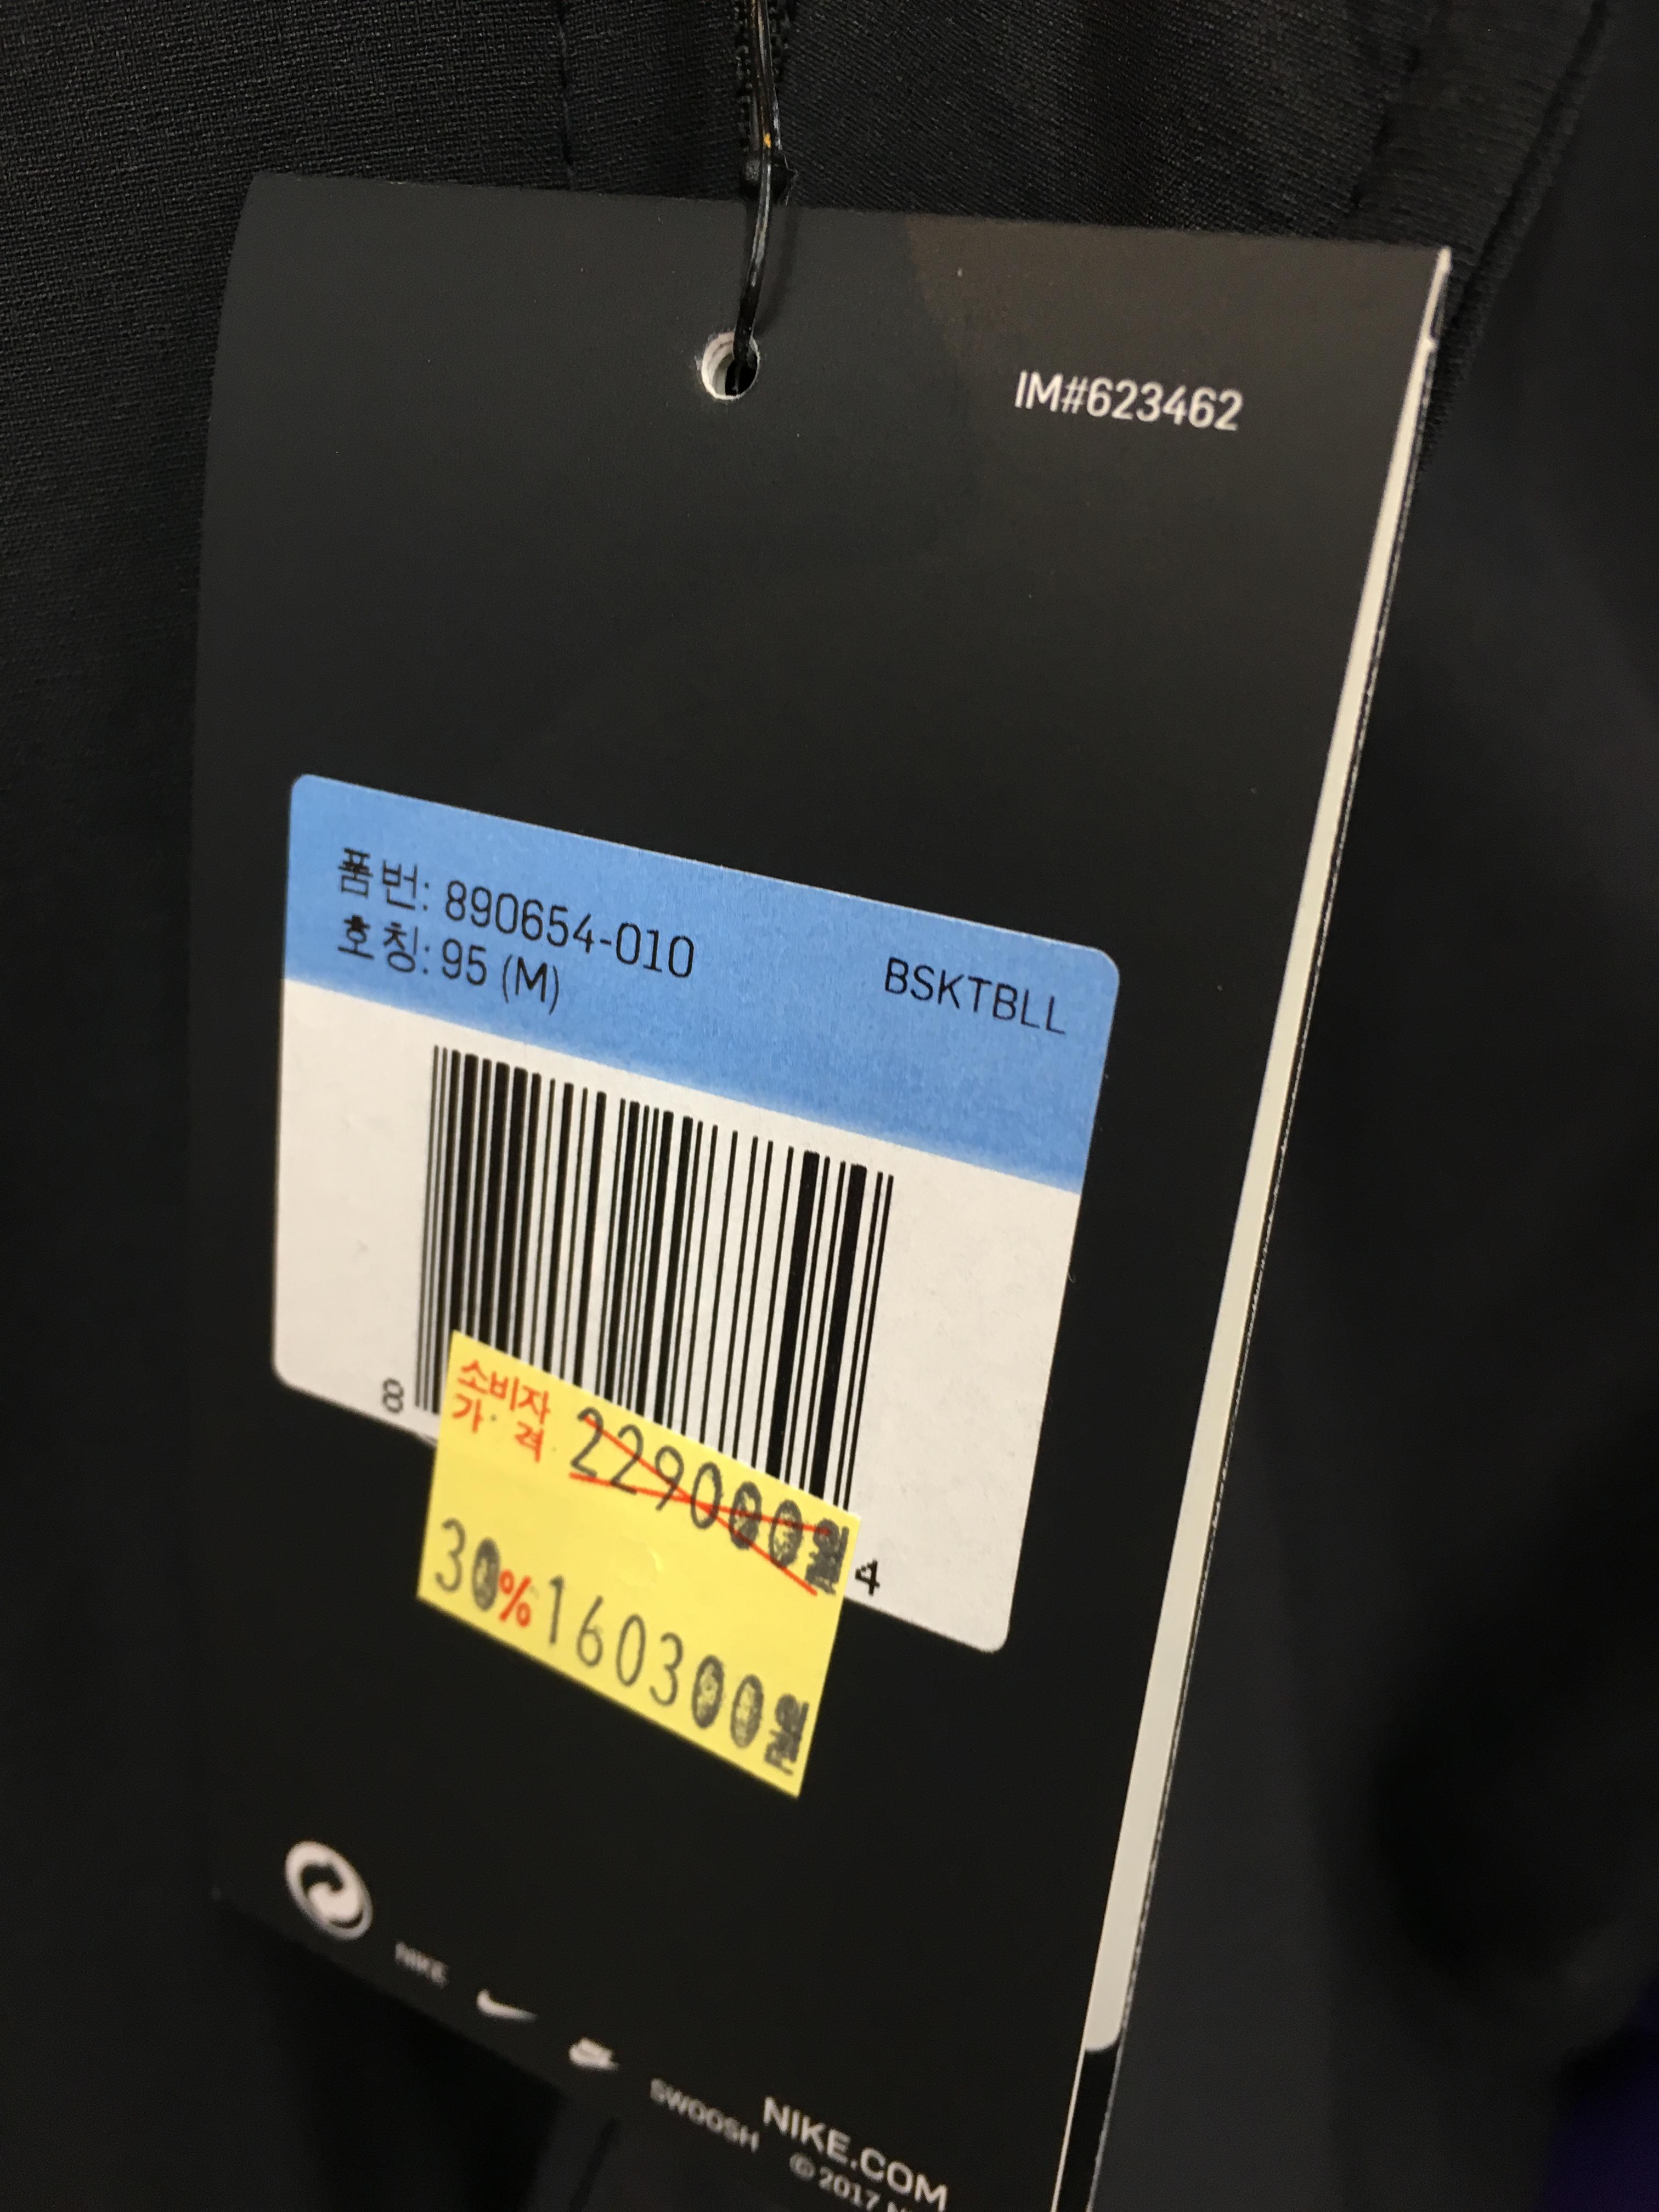 IM#623462
품번: 890654-010
호칭: 95 (M)
BSKTBLL
8
4
소비자
가 격
229000원
30%160300원
NIKE
SWOOSH
NIKE.COM
© 2017